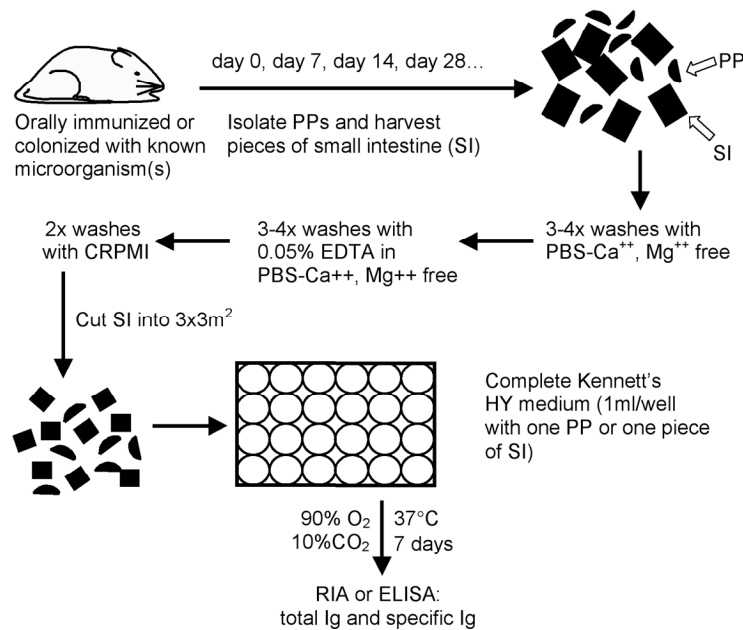 day 0, day 7, day 14, day 28...
PP
Orally immunized or
colonized with known
microorganism(s)
Isolate PPs and harvest
pieces of small intestine (SI)
SI
2x washes
with CRPMI
3-4x washes with
0.05% EDTA in
PBS-Ca++, Mg++ free
3-4x washes with
PBS-Ca⁺⁺, Mg⁺⁺ free
Cut SI into 3x3m²
Complete Kennett's
HY medium (1ml/well
with one PP or one piece
of SI)
90% O₂ 37°C
10%CO₂ 7 days
RIA or ELISA:
total Ig and specific Ig